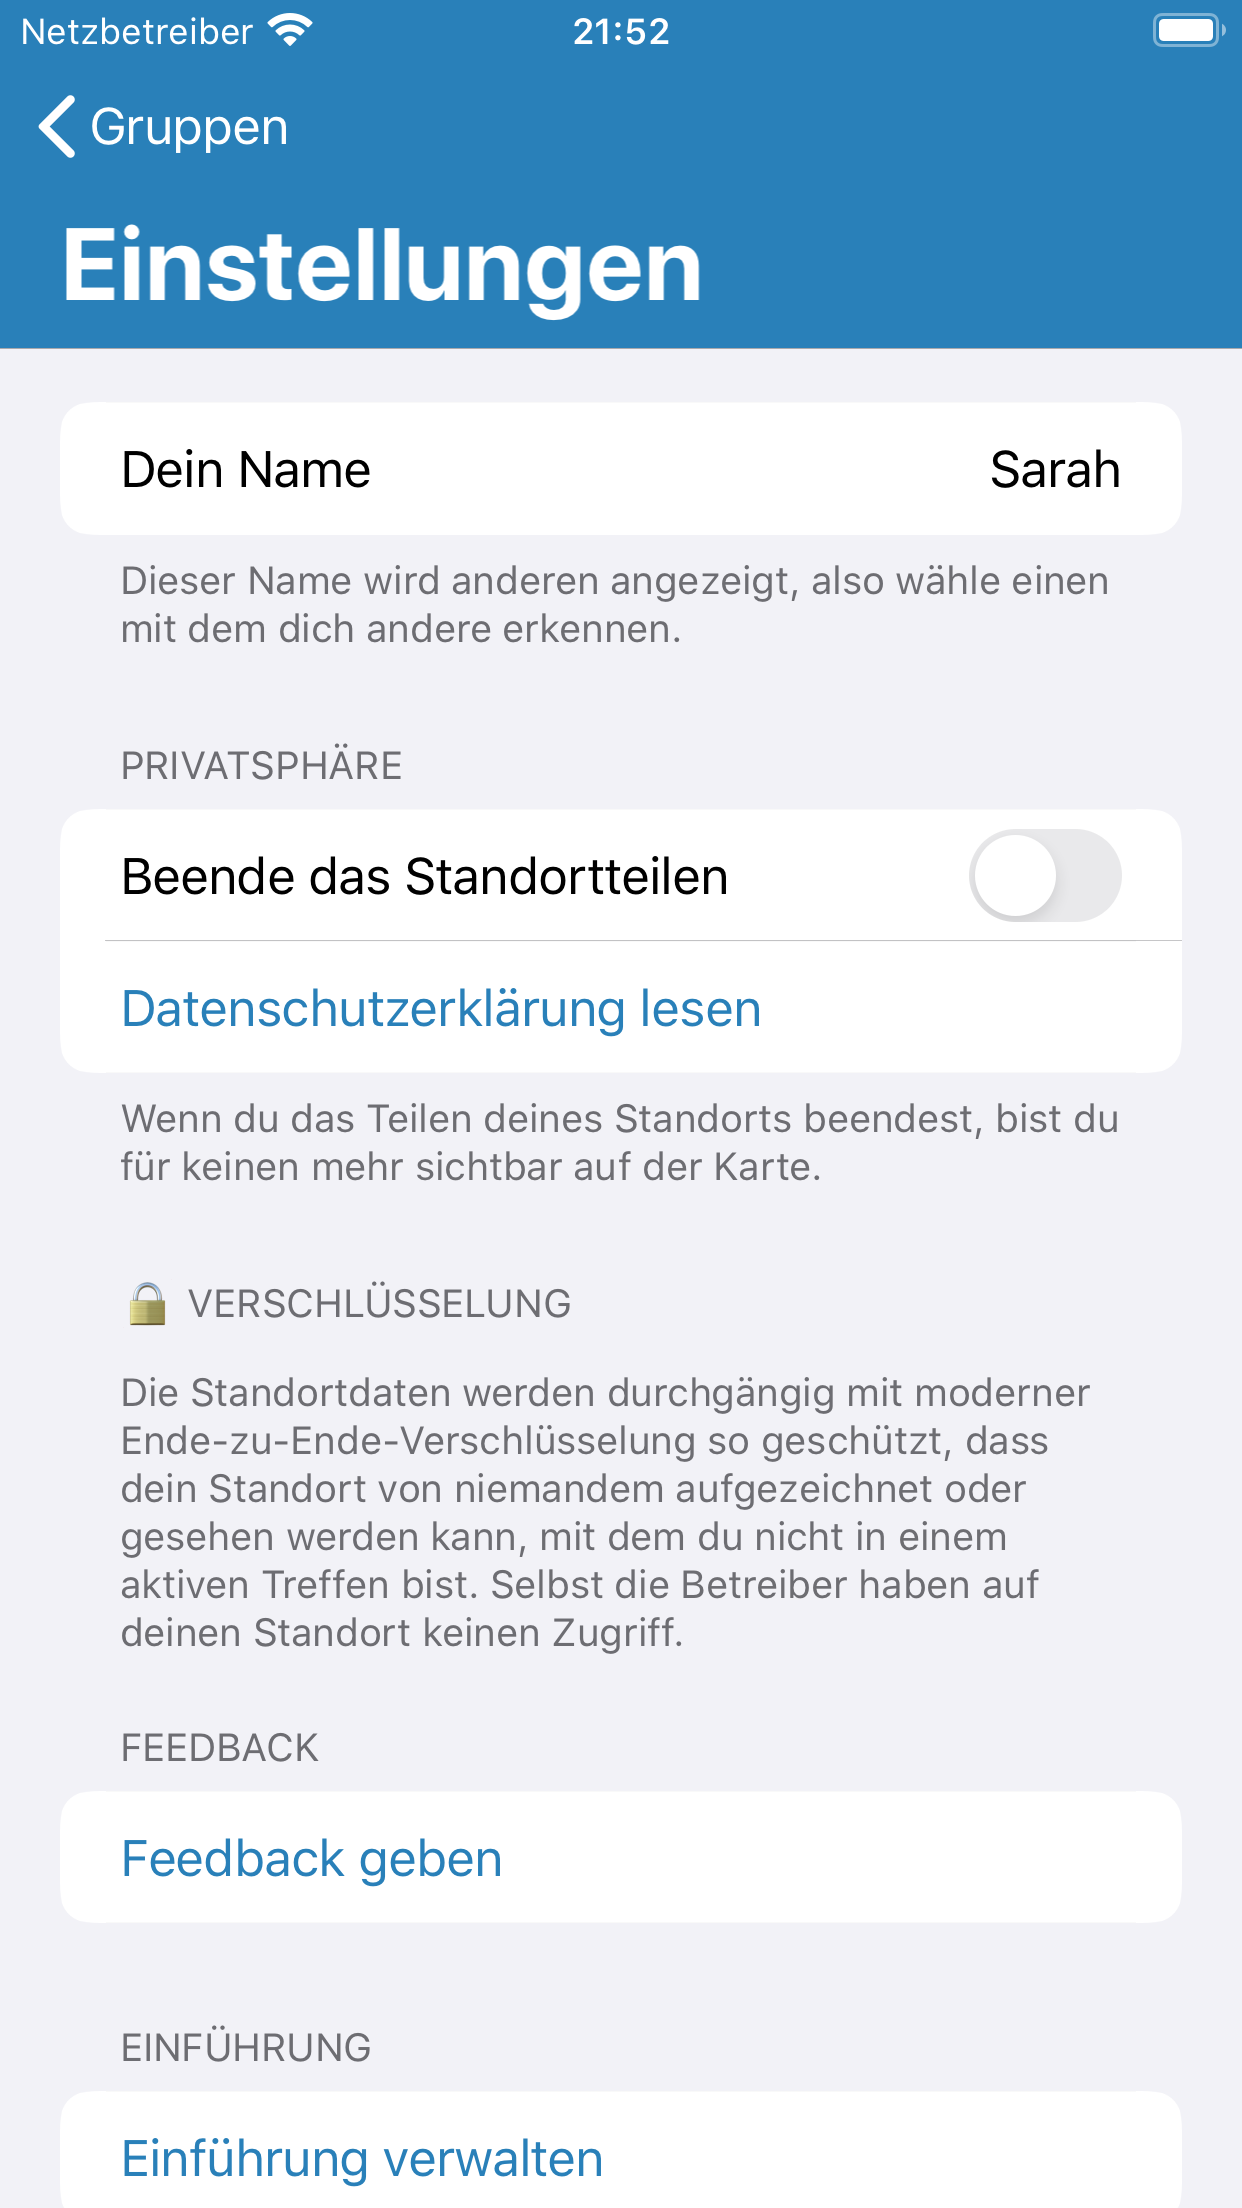 Netzbetreiber
21:52
Gruppen
Einstellungen
Dein Name
Sarah
Dieser Name wird anderen angezeigt, also wähle einen
mit dem dich andere erkennen.
PRIVATSPHÄRE
Beende das Standortteilen
Datenschutzerklärung lesen
Wenn du das Teilen deines Standorts beendest, bist du
für keinen mehr sichtbar auf der Karte.
VERSCHLÜSSELUNG
Die Standortdaten werden durchgängig mit moderner
Ende-zu-Ende-Verschlüsselung so geschützt, dass
dein Standort von niemandem aufgezeichnet oder
gesehen werden kann, mit dem du nicht in einem
aktiven Treffen bist. Selbst die Betreiber haben auf
deinen Standort keinen Zugriff.
FEEDBACK
Feedback geben
EINFÜHRUNG
Einführung verwalten